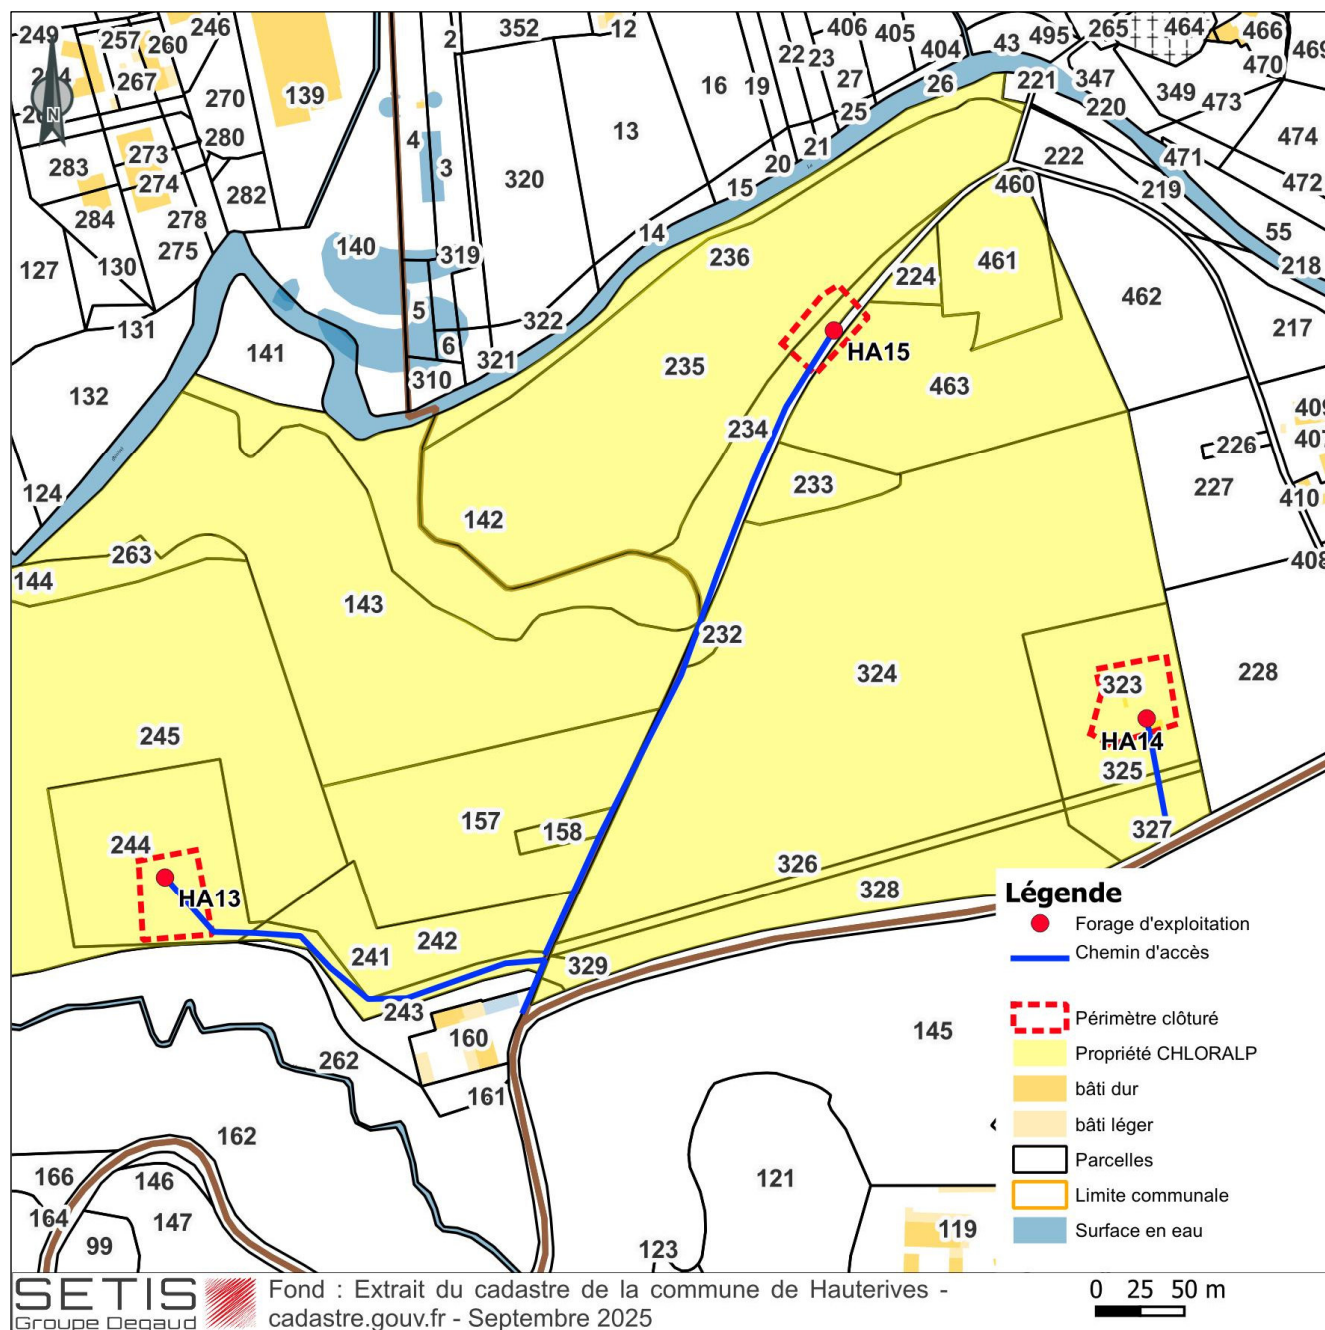 249 257 260 246 2 352 12 406 405 404 43 495 265 464 466 469
264 267 22 23 470
16 19 27 26 221 347 349 473
270 139 25 220
280 4 13 21 474
283 273 3 20 222 471
274 320 15 460 219 472
284 278 282 14 55
275 140 319 236 461 218
127 130 224 462
131 5 322 217
141 6 321 HA15
310 235 463
132 409
234 407
226
124 233 227 410
142
263 408
144 143
232
324 228
323
245 HA14
325
157 158 327
244 326
HA13 328
242
241 329
243
160 145
262
161
162
166 146 121
164 147
99 123 119
N
Légende
Forage d'exploitation
Chemin d'accès
Périmètre clôturé
Propriété CHLORALP
bâti dur
bâti léger
Parcelles
Limite communale
Surface en eau
SETIS
Groupe Degaud
Fond : Extrait du cadastre de la commune de Hauterives -
cadastre.gouv.fr - Septembre 2025
0 25 50 m